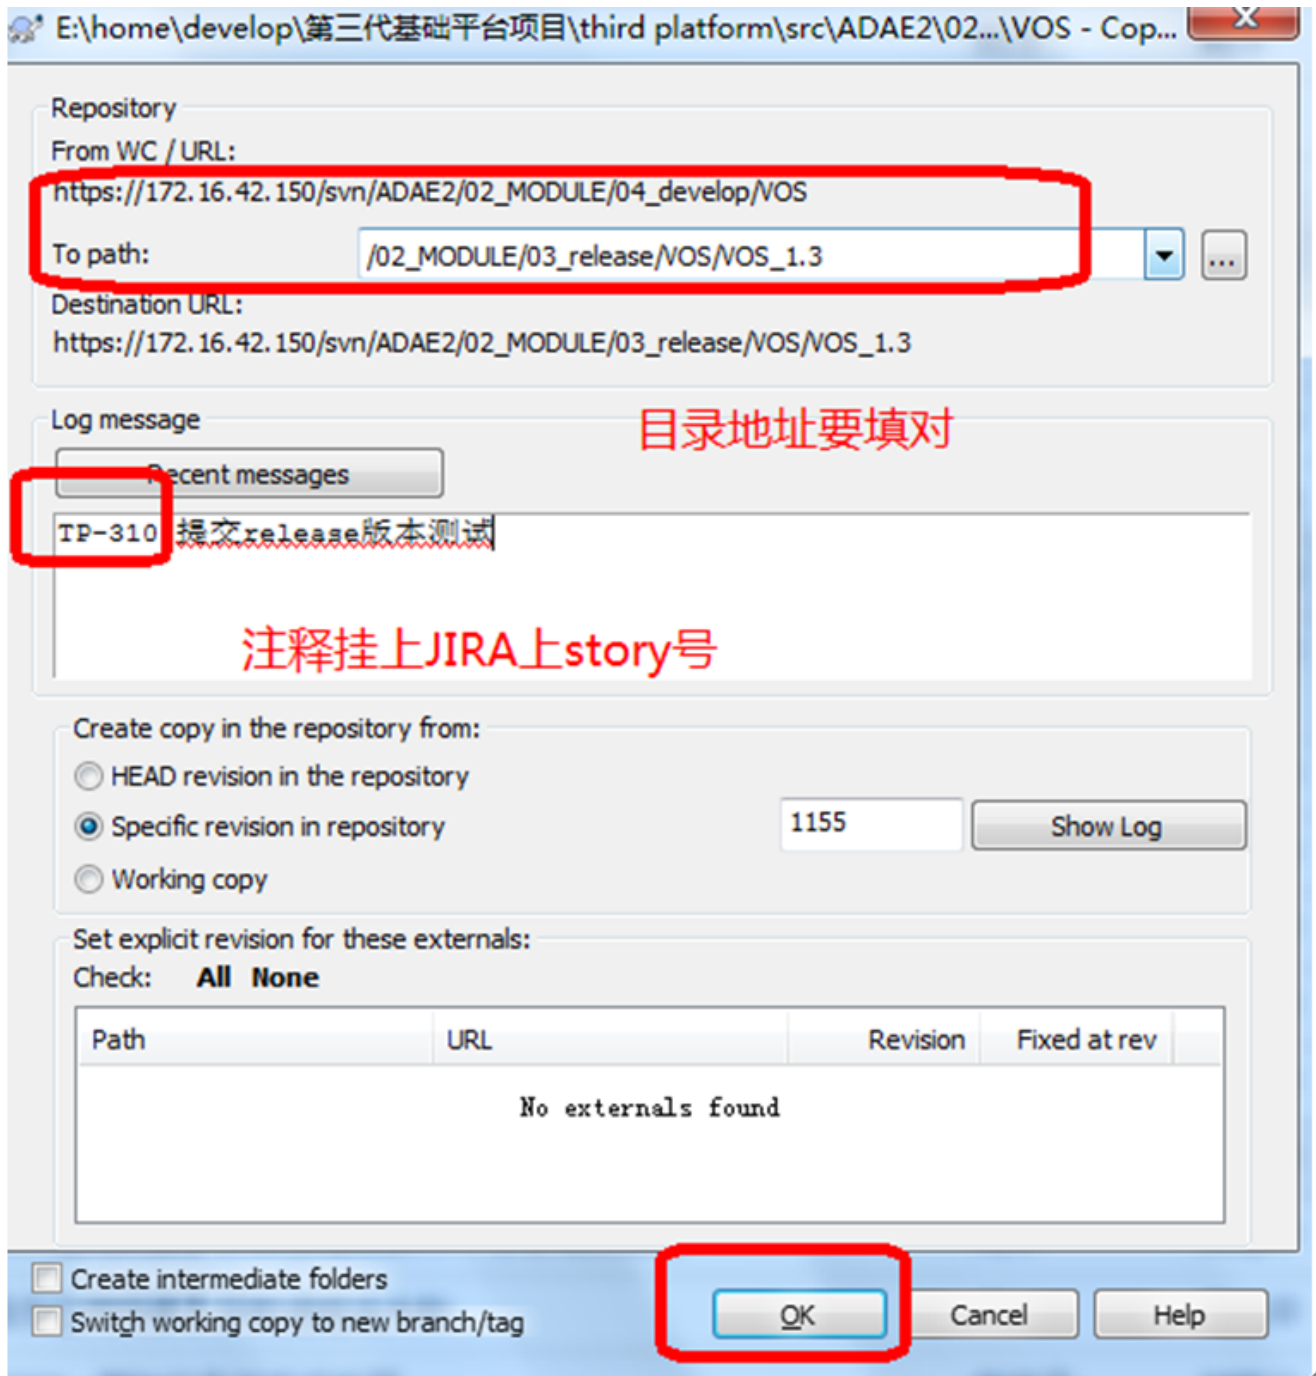 E:\home\develop\第三代基础平台项目\third platform\src\ADAE2\02...\VOS - Cop...
Repository
From WC / URL:
https://172.16.42.150/svn/ADAE2/02_MODULE/04_develop/VOS
To path:
/02_MODULE/03_release/VOS/VOS_1.3
...
Destination URL:
https://172.16.42.150/svn/ADAE2/02_MODULE/03_release/VOS/VOS_1.3
Log message
目录地址要填对
Recent messages
TP-310 提交release版本测试
注释挂上JIRA上story号
Create copy in the repository from:
HEAD revision in the repository
Specific revision in repository
1155
Show Log
Working copy
Set explicit revision for these externals:
Check: All None
Path URL Revision Fixed at rev
No externals found
Create intermediate folders
Switch working copy to new branch/tag
OK Cancel Help